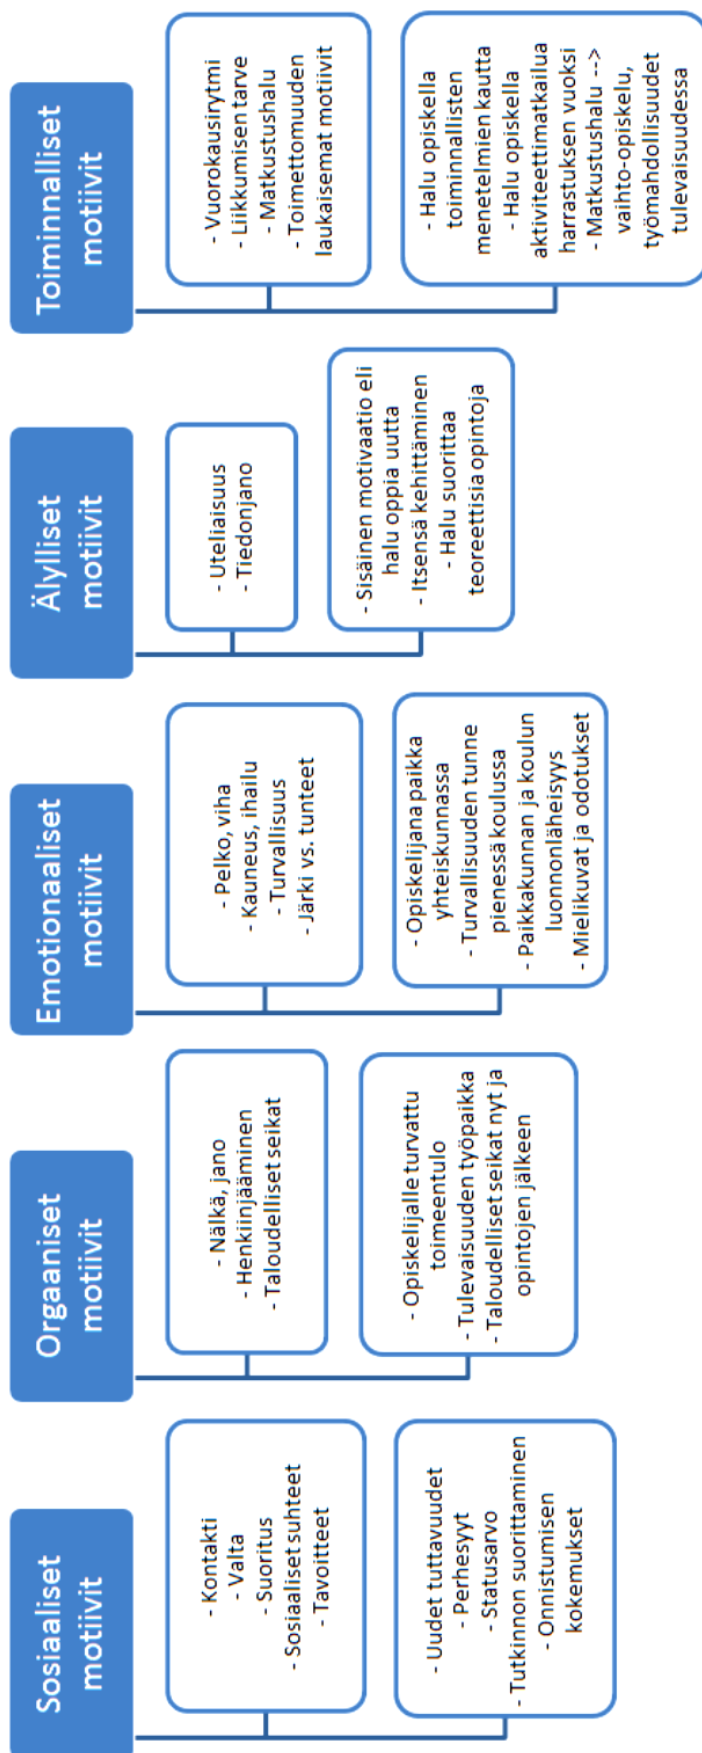 Sosiaaliset
motiivit
- Kontakti
- Valta
- Suoritus
- Sosiaaliset suhteet
- Tavoitteet
- Uudet tuttavuudet
- Perhesyyt
- Statusarvo
- Tutkinnon suorittaminen
- Onnistumisen
kokemukset
Orgaaniset
motiivit
- Nälkä, jano
- Henkiinjääminen
- Taloudelliset seikat
- Opiskelijalle turvattu
toimeentulo
- Tulevaisuuden työpaikka
- Taloudelliset seikat nyt ja
opintojen jälkeen
Emotionaaliset
motiivit
- Pelko, viha
- Kauneus, ihailu
- Turvallisuus
- Järki vs. tunteet
- Opiskelijana paikka
yhteiskunnassa
- Turvallisuuden tunne
pienessä koulussa
- Paikkakunnan ja koulun
luonnonläheisyys
- Mielikuvat ja odotukset
Älylliset
motiivit
- Uteliaisuus
- Tiedonjano
- Sisäinen motivaatio eli
halu oppia uutta
- Itsensä kehittäminen
- Halu suorittaa
teoreettisia opintoja
Toiminnalliset
motiivit
- Vuorokausirytmi
- Liikkumisen tarve
- Matkustushalu
- Toimettomuuden
laukaisemat motiivit
- Halu opiskella
toiminnallisten
menetelmien kautta
- Halu opiskella
aktiviteettimatkailua
harrastuksen vuoksi
- Matkustushalu -->
vaihto-opiskelu,
työmahdollisuudet
tulevaisuudessa